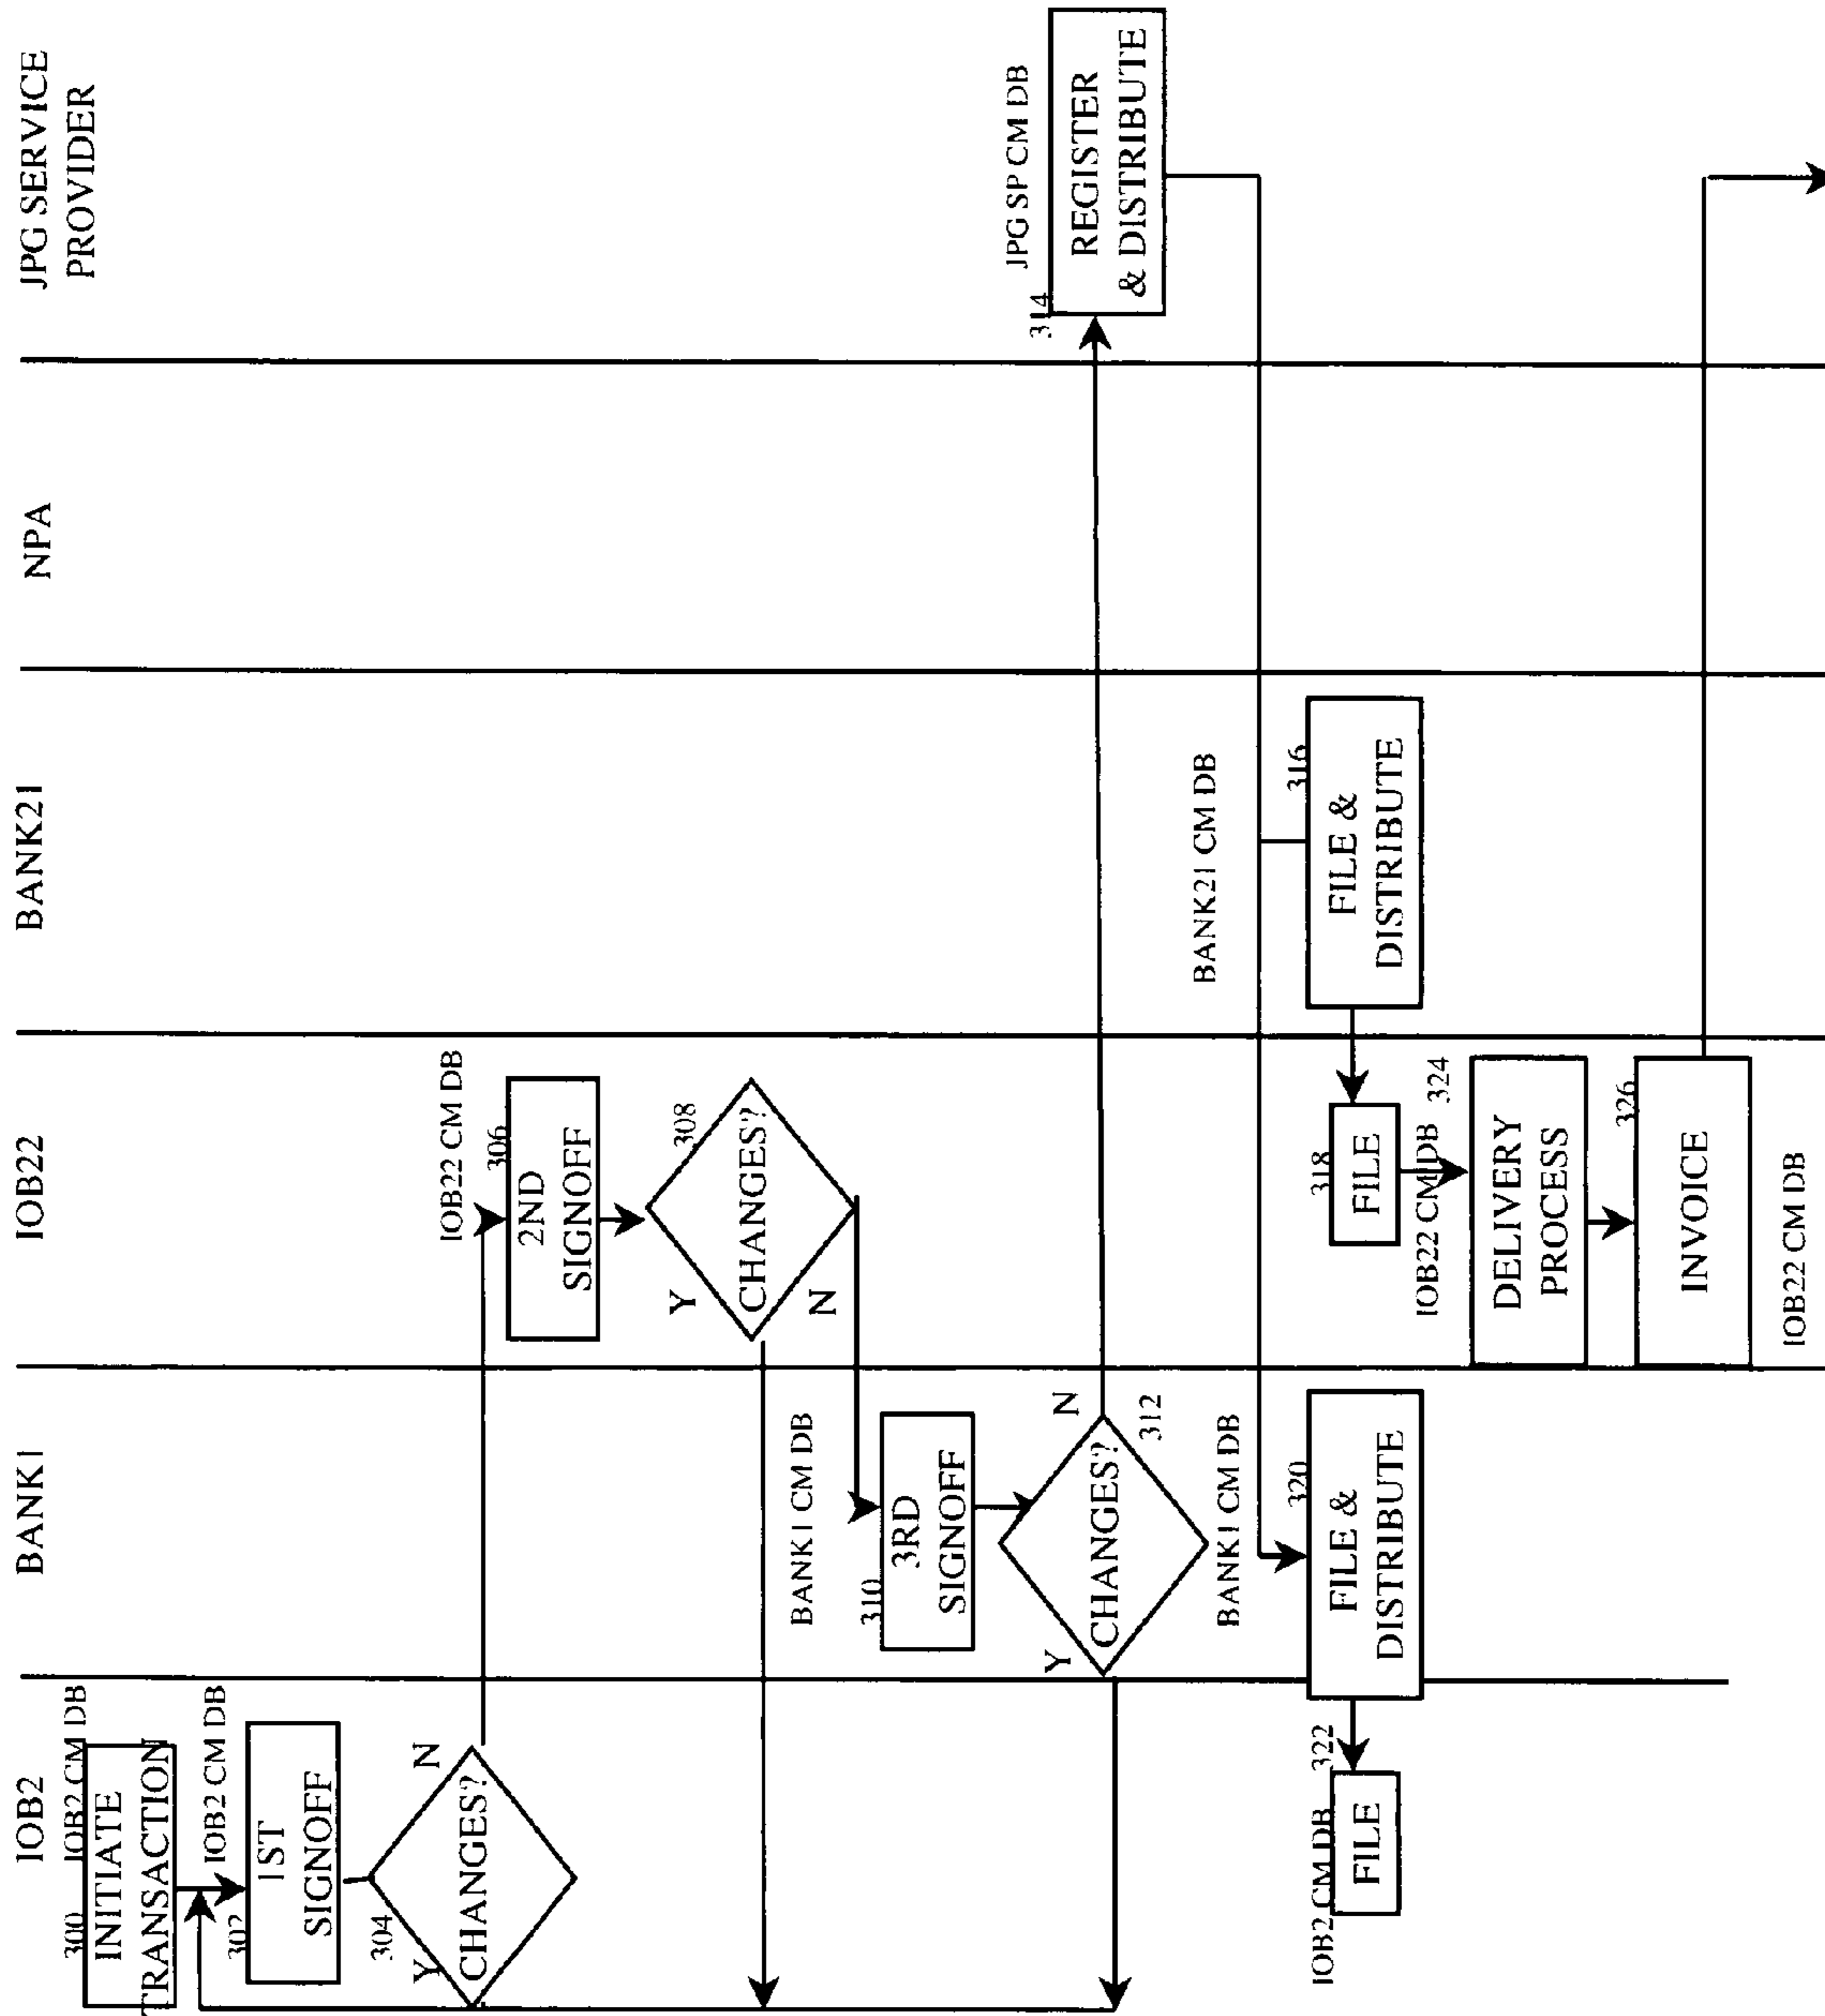 IOB2
BANK1
IOB22
BANK21
NPA
JPG SERVICE
PROVIDER
300
IOB2 CM DB
INITIATE
TRANSACTION
IOB2 CM DB
302
1ST
SIGNOFF
304
Y
CHANGES?
N
IOB22 CM DB
306
2ND
SIGNOFF
308
Y
CHANGES?
N
BANK1 CM DB
310
3RD
SIGNOFF
Y
CHANGES?
N
312
JPG SP CM DB
314
REGISTER
& DISTRIBUTE
BANK21 CM DB
316
FILE &
DISTRIBUTE
318
FILE
IOB22 CM DB
BANK1 CM DB
320
FILE &
DISTRIBUTE
IOB2 CM DB
322
FILE
324
DELIVERY
PROCESS
326
INVOICE
IOB22 CM DB